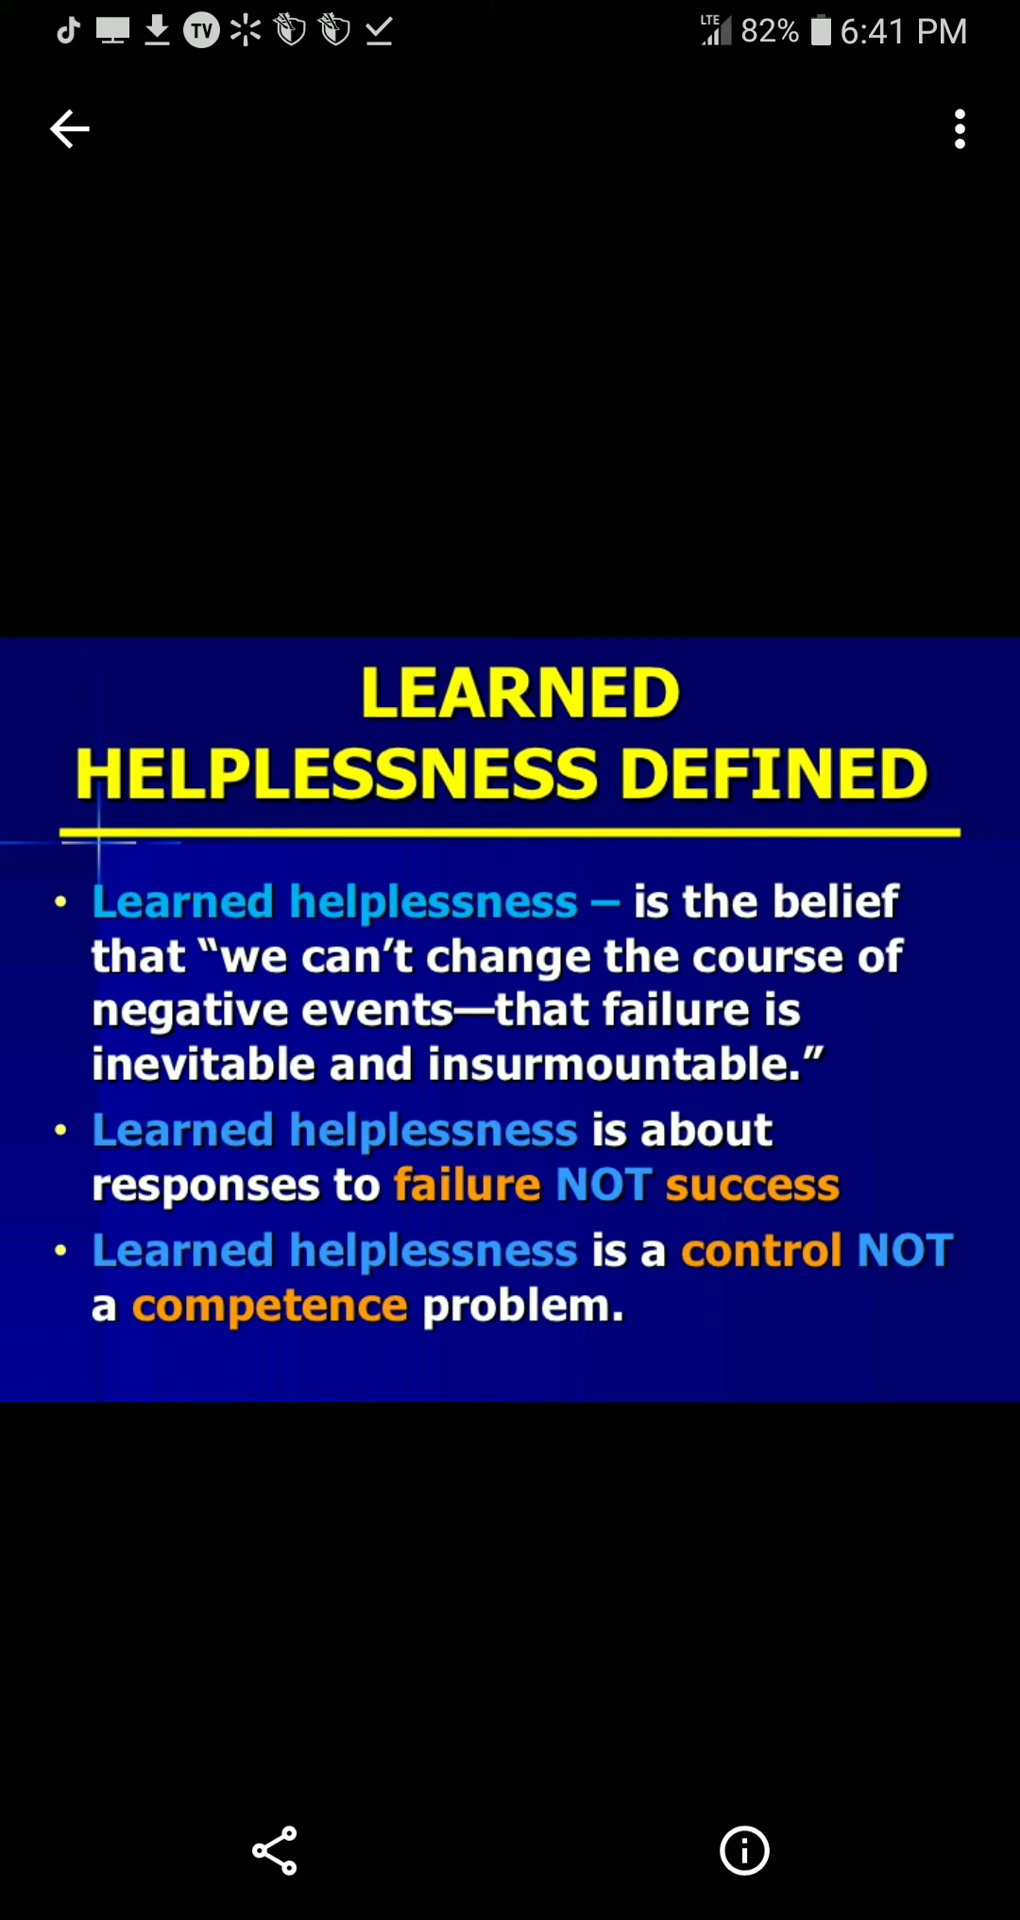 TV LTE 82% 6:41 PM
LEARNED
HELPLESSNESS DEFINED
• Learned helplessness – is the belief
that “we can’t change the course of
negative events—that failure is
inevitable and insurmountable.”
• Learned helplessness is about
responses to failure NOT success
• Learned helplessness is a control NOT
a competence problem.